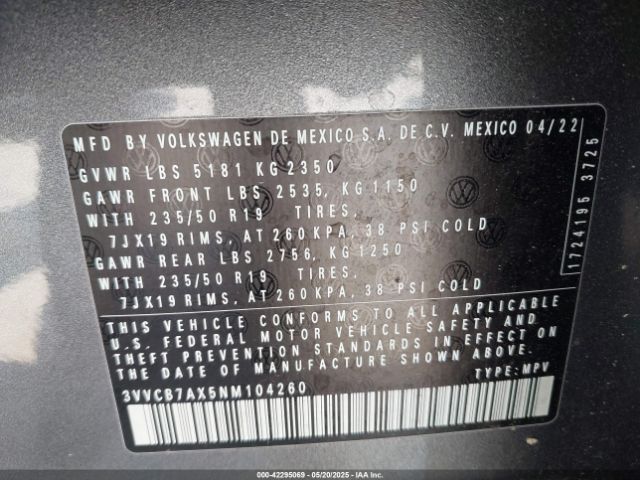 MFD BY VOLKSWAGEN DE MEXICO S.A. DE C.V. MEXICO 04/22
GVWR LBS 5181 KG 2350
GAWR FRONT LBS 2535, KG 1150
WITH 235/50 R19 TIRES.
7JX19 RIMS, AT 260 KPA, 38 PSI COLD
GAWR REAR LBS 2756, KG 1250
WITH 235/50 R19 TIRES.
7JX19 RIMS, AT 260 KPA, 38 PSI COLD
1724195 3725
THIS VEHICLE CONFORMS TO ALL APPLICABLE
U.S. FEDERAL MOTOR VEHICLE SAFETY AND
THEFT PREVENTION STANDARDS IN EFFECT ON
THE DATE OF MANUFACTURE SHOWN ABOVE.
3VVCB7AX5NM104260 TYPE: MPV
000-42295069 - 05/20/2025 - IAAI.COM